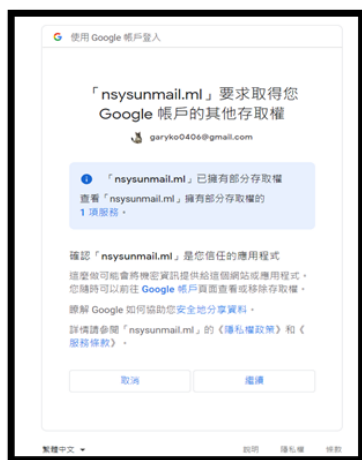 使用 Google 帳戶登入
「nsysunmail.ml」要求取得您
Google 帳戶的其他存取權
garyko0406@gmail.com
「nsysunmail.ml」已擁有部分存取權
查看「nsysunmail.ml」擁有部分存取權的
1 項服務。
確認「nsysunmail.ml」是您信任的應用程式
這麼做可能會將機密資訊提供給這個網站或應用程式。
您隨時可以前往 Google 帳戶頁面查看或移除存取權。
瞭解 Google 如何協助您安全地分享資料。
詳情請參閱「nsysunmail.ml」的《隱私權政策》和《
服務條款》。
取消 繼續
繁體中文 說明 隱私權 條款